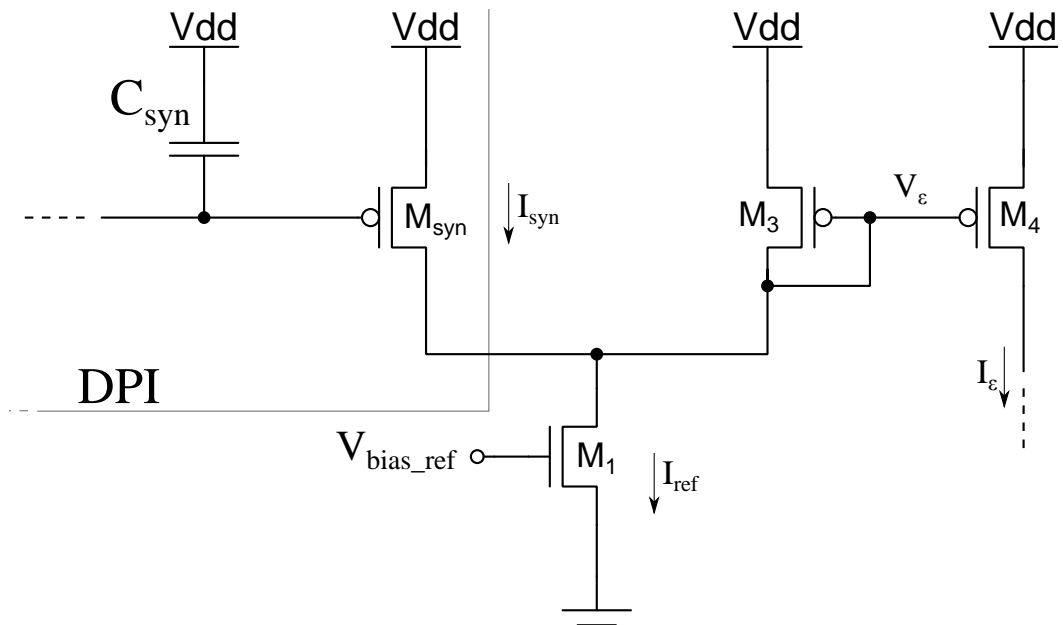 Vdd Vdd Vdd Vdd
C_syn
M_syn I_syn M_3 V_ε M_4
DPI I_ε
V_bias_ref M_1 I_ref